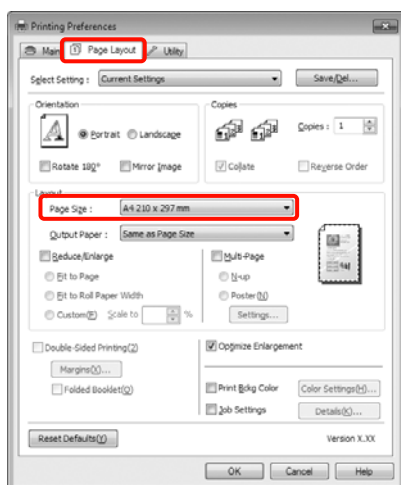 Printing Preferences
Main Page Layout Utility
Select Setting : Current Settings Save/Del...
Orientation Copies
A Portrait Landscape Copies : 1
Rotate 180° Mirror Image Collate Reverse Order
Layout
Page Size : A4 210 x 297 mm
Output Paper : Same as Page Size
Reduce/Enlarge Multi-Page
Fit to Page N-up
Fit to Roll Paper Width Poster(N)
Custom(F) Scale to % Settings...
Double-Sided Printing(2) Optimize Enlargement
Margins(X)...
Folded Booklet(Q) Print Bckg Color Color Settings(H)...
Job Settings Details(K)...
Reset Defaults(Y) Version X.XX
OK Cancel Help